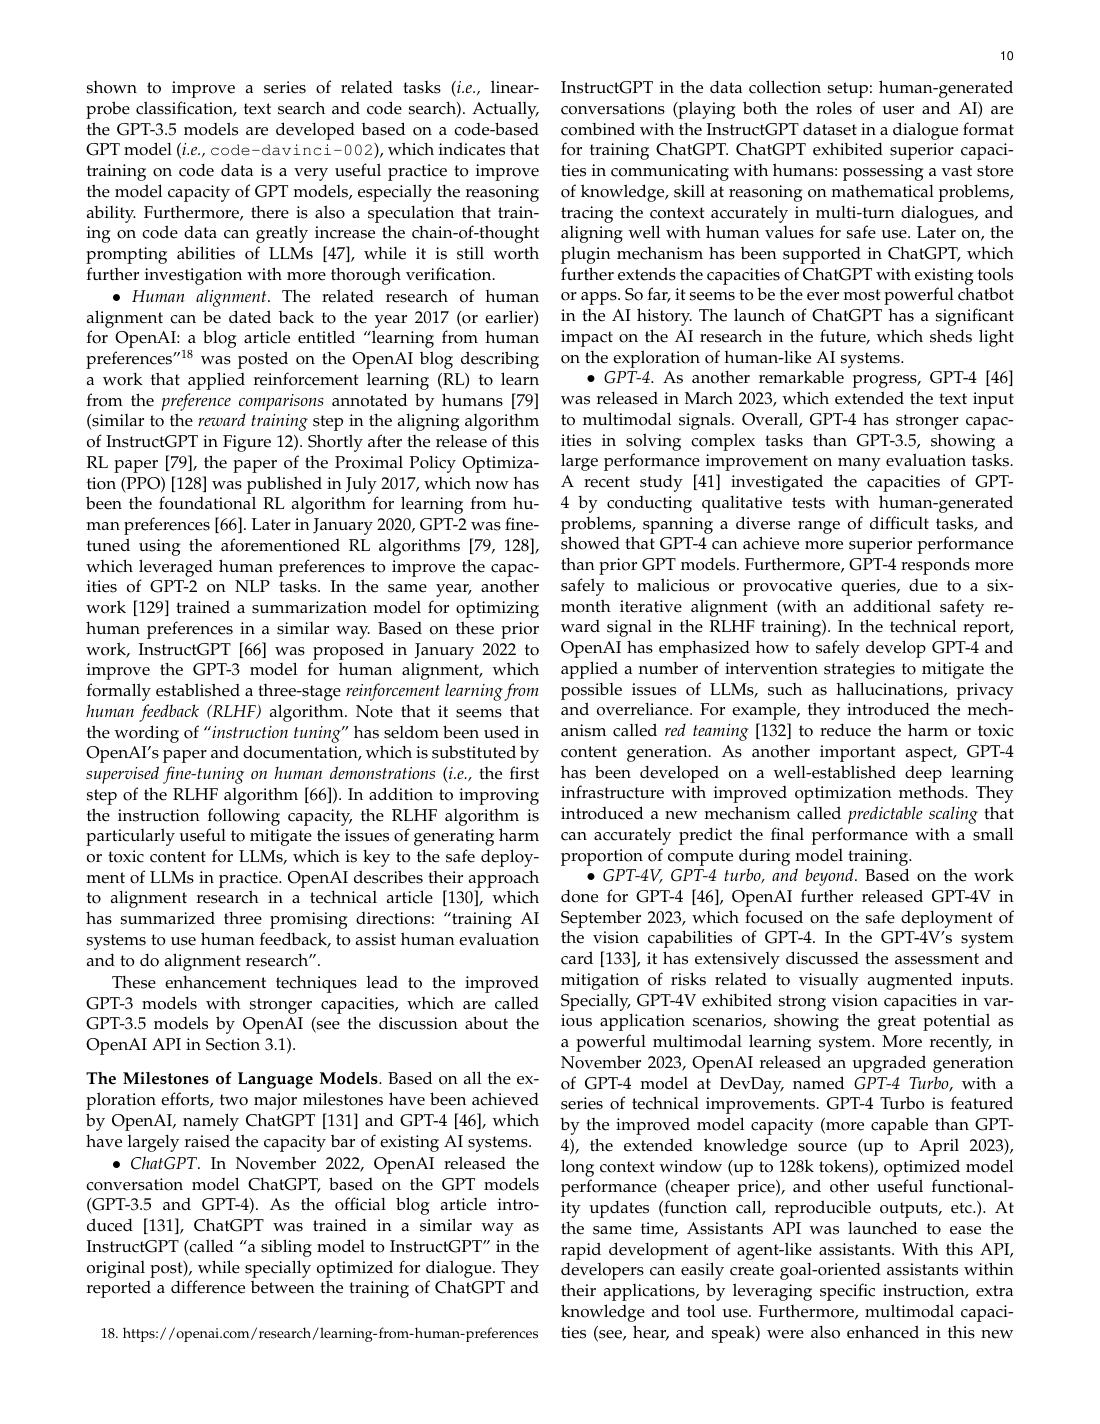 10
shown to improve a series of related tasks (i.e., linear-
probe classification, text search and code search). Actually,
the GPT-3.5 models are developed based on a code-based
GPT model (i.e., code-davinci-002), which indicates that
training on code data is a very useful practice to improve
the model capacity of GPT models, especially the reasoning
ability. Furthermore, there is also a speculation that train-
ing on code data can greatly increase the chain-of-thought
prompting abilities of LLMs [47], while it is still worth
further investigation with more thorough verification.
• Human alignment. The related research of human
alignment can be dated back to the year 2017 (or earlier)
for OpenAI: a blog article entitled “learning from human
preferences”18 was posted on the OpenAI blog describing
a work that applied reinforcement learning (RL) to learn
from the preference comparisons annotated by humans [79]
(similar to the reward training step in the aligning algorithm
of InstructGPT in Figure 12). Shortly after the release of this
RL paper [79], the paper of the Proximal Policy Optimiza-
tion (PPO) [128] was published in July 2017, which now has
been the foundational RL algorithm for learning from hu-
man preferences [66]. Later in January 2020, GPT-2 was fine-
tuned using the aforementioned RL algorithms [79, 128],
which leveraged human preferences to improve the capac-
ities of GPT-2 on NLP tasks. In the same year, another
work [129] trained a summarization model for optimizing
human preferences in a similar way. Based on these prior
work, InstructGPT [66] was proposed in January 2022 to
improve the GPT-3 model for human alignment, which
formally established a three-stage reinforcement learning from
human feedback (RLHF) algorithm. Note that it seems that
the wording of “instruction tuning” has seldom been used in
OpenAI’s paper and documentation, which is substituted by
supervised fine-tuning on human demonstrations (i.e., the first
step of the RLHF algorithm [66]). In addition to improving
the instruction following capacity, the RLHF algorithm is
particularly useful to mitigate the issues of generating harm
or toxic content for LLMs, which is key to the safe deploy-
ment of LLMs in practice. OpenAI describes their approach
to alignment research in a technical article [130], which
has summarized three promising directions: “training AI
systems to use human feedback, to assist human evaluation
and to do alignment research”.
These enhancement techniques lead to the improved
GPT-3 models with stronger capacities, which are called
GPT-3.5 models by OpenAI (see the discussion about the
OpenAI API in Section 3.1).
The Milestones of Language Models. Based on all the ex-
ploration efforts, two major milestones have been achieved
by OpenAI, namely ChatGPT [131] and GPT-4 [46], which
have largely raised the capacity bar of existing AI systems.
• ChatGPT. In November 2022, OpenAI released the
conversation model ChatGPT, based on the GPT models
(GPT-3.5 and GPT-4). As the official blog article intro-
duced [131], ChatGPT was trained in a similar way as
InstructGPT (called “a sibling model to InstructGPT” in the
original post), while specially optimized for dialogue. They
reported a difference between the training of ChatGPT and
18. https://openai.com/research/learning-from-human-preferences
InstructGPT in the data collection setup: human-generated
conversations (playing both the roles of user and AI) are
combined with the InstructGPT dataset in a dialogue format
for training ChatGPT. ChatGPT exhibited superior capaci-
ties in communicating with humans: possessing a vast store
of knowledge, skill at reasoning on mathematical problems,
tracing the context accurately in multi-turn dialogues, and
aligning well with human values for safe use. Later on, the
plugin mechanism has been supported in ChatGPT, which
further extends the capacities of ChatGPT with existing tools
or apps. So far, it seems to be the ever most powerful chatbot
in the AI history. The launch of ChatGPT has a significant
impact on the AI research in the future, which sheds light
on the exploration of human-like AI systems.
• GPT-4. As another remarkable progress, GPT-4 [46]
was released in March 2023, which extended the text input
to multimodal signals. Overall, GPT-4 has stronger capac-
ities in solving complex tasks than GPT-3.5, showing a
large performance improvement on many evaluation tasks.
A recent study [41] investigated the capacities of GPT-
4 by conducting qualitative tests with human-generated
problems, spanning a diverse range of difficult tasks, and
showed that GPT-4 can achieve more superior performance
than prior GPT models. Furthermore, GPT-4 responds more
safely to malicious or provocative queries, due to a six-
month iterative alignment (with an additional safety re-
ward signal in the RLHF training). In the technical report,
OpenAI has emphasized how to safely develop GPT-4 and
applied a number of intervention strategies to mitigate the
possible issues of LLMs, such as hallucinations, privacy
and overreliance. For example, they introduced the mech-
anism called red teaming [132] to reduce the harm or toxic
content generation. As another important aspect, GPT-4
has been developed on a well-established deep learning
infrastructure with improved optimization methods. They
introduced a new mechanism called predictable scaling that
can accurately predict the final performance with a small
proportion of compute during model training.
• GPT-4V, GPT-4 turbo, and beyond. Based on the work
done for GPT-4 [46], OpenAI further released GPT-4V in
September 2023, which focused on the safe deployment of
the vision capabilities of GPT-4. In the GPT-4V’s system
card [133], it has extensively discussed the assessment and
mitigation of risks related to visually augmented inputs.
Specially, GPT-4V exhibited strong vision capacities in var-
ious application scenarios, showing the great potential as
a powerful multimodal learning system. More recently, in
November 2023, OpenAI released an upgraded generation
of GPT-4 model at DevDay, named GPT-4 Turbo, with a
series of technical improvements. GPT-4 Turbo is featured
by the improved model capacity (more capable than GPT-
4), the extended knowledge source (up to April 2023),
long context window (up to 128k tokens), optimized model
performance (cheaper price), and other useful functional-
ity updates (function call, reproducible outputs, etc.). At
the same time, Assistants API was launched to ease the
rapid development of agent-like assistants. With this API,
developers can easily create goal-oriented assistants within
their applications, by leveraging specific instruction, extra
knowledge and tool use. Furthermore, multimodal capaci-
ties (see, hear, and speak) were also enhanced in this new